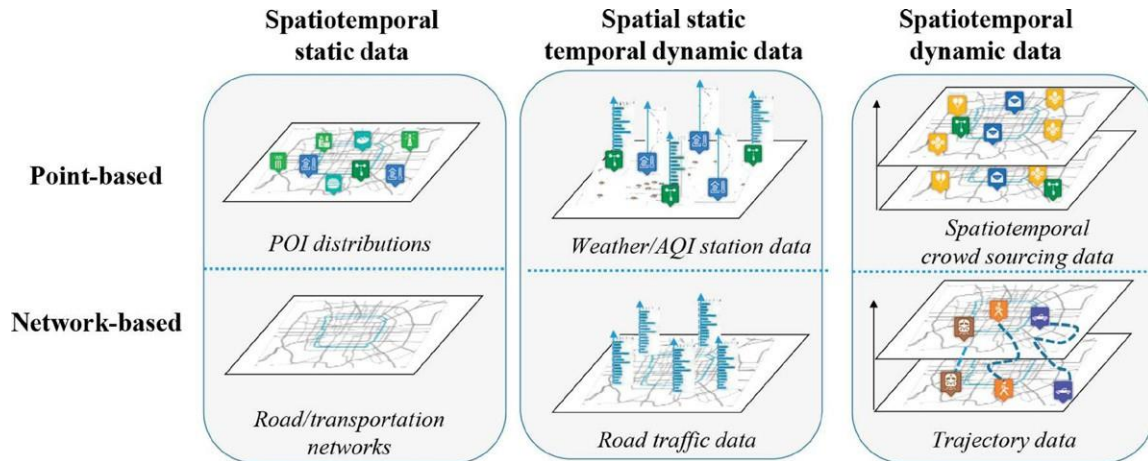 Spatiotemporal
static data
Spatial static
temporal dynamic data
Spatiotemporal
dynamic data
Point-based
POI distributions
Weather/AQI station data
Spatiotemporal
crowd sourcing data
Network-based
Road/transportation
networks
Road traffic data
Trajectory data